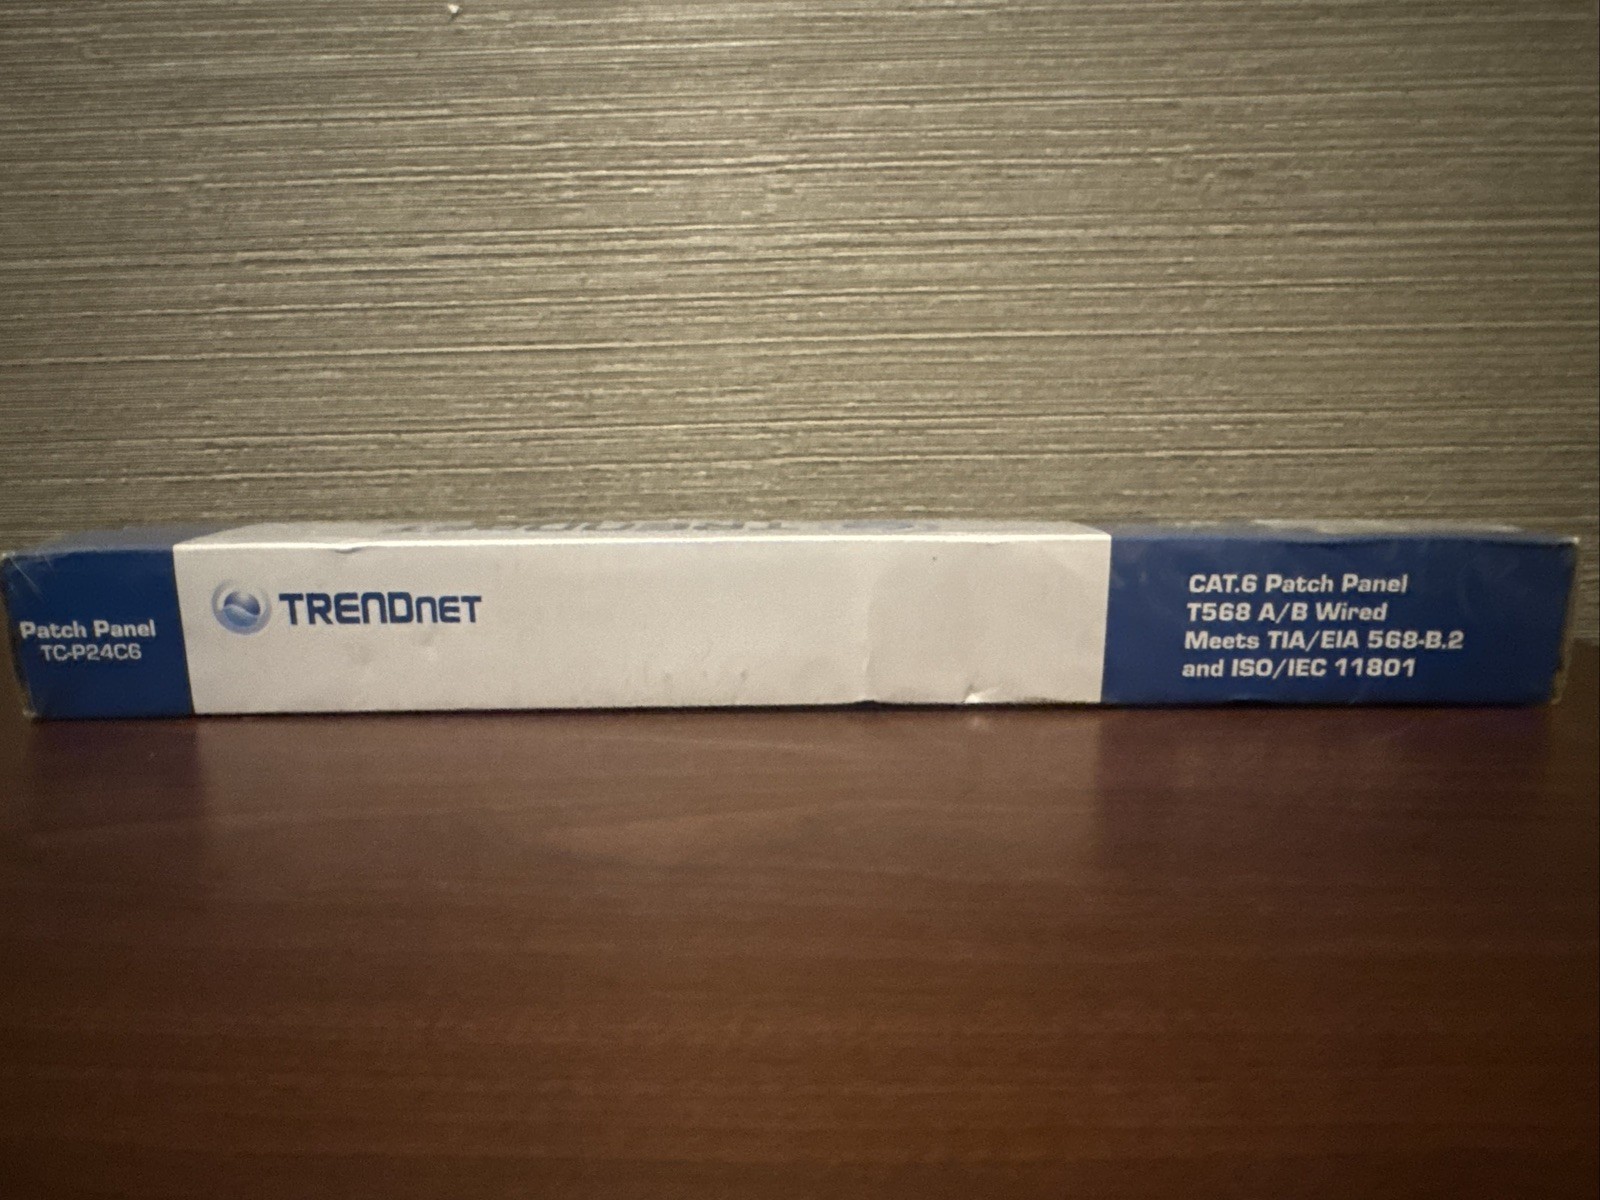 Patch Panel
TC-P24C6
TRENDNET
CAT.6 Patch Panel
T568 A/B Wired
Meets TIA/EIA 568-B.2
and ISO/IEC 11801